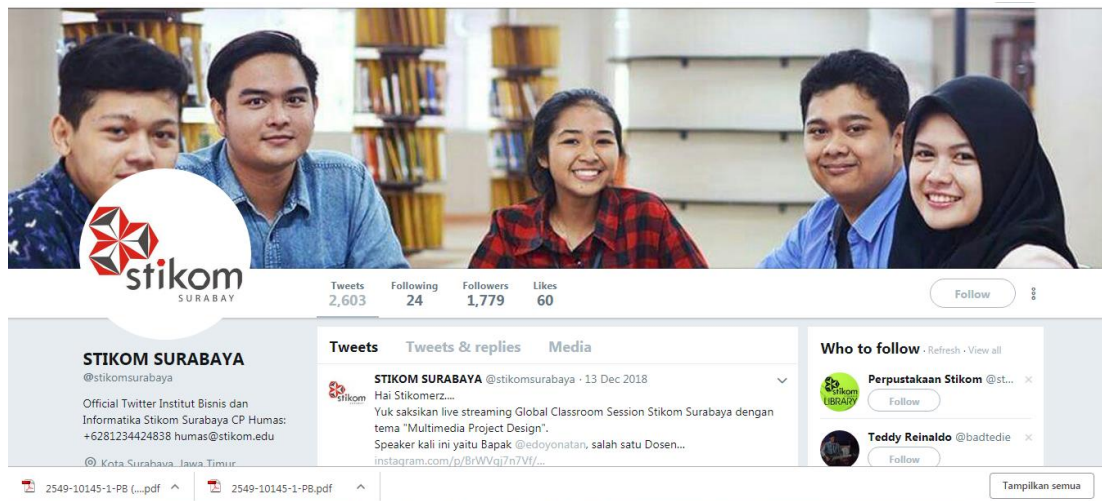 stikom
SURABAY
Tweets
2,603
Following
24
Followers
1,779
Likes
60
Follow
STIKOM SURABAYA
@stikomsurabaya
Official Twitter Institut Bisnis dan
Informatika Stikom Surabaya CP Humas:
+6281234424838 humas@stikom.edu
Kota Surabaya, Jawa Timur
Tweets Tweets & replies Media
stikom
STIKOM SURABAYA @stikomsurabaya · 13 Dec 2018
Hai Stikomerz....
Yuk saksikan live streaming Global Classroom Session Stikom Surabaya dengan
tema "Multimedia Project Design".
Speaker kali ini yaitu Bapak @edoyonatan, salah satu Dosen...
instagram.com/p/BrWVqj7n7Vf/...
Who to follow · Refresh · View all
stikom
LIBRARY
Perpustakaan Stikom @st... ×
Follow
Teddy Reinaldo @badtedie ×
Follow
2549-10145-1-PB (....pdf
2549-10145-1-PB.pdf
Tampilkan semua